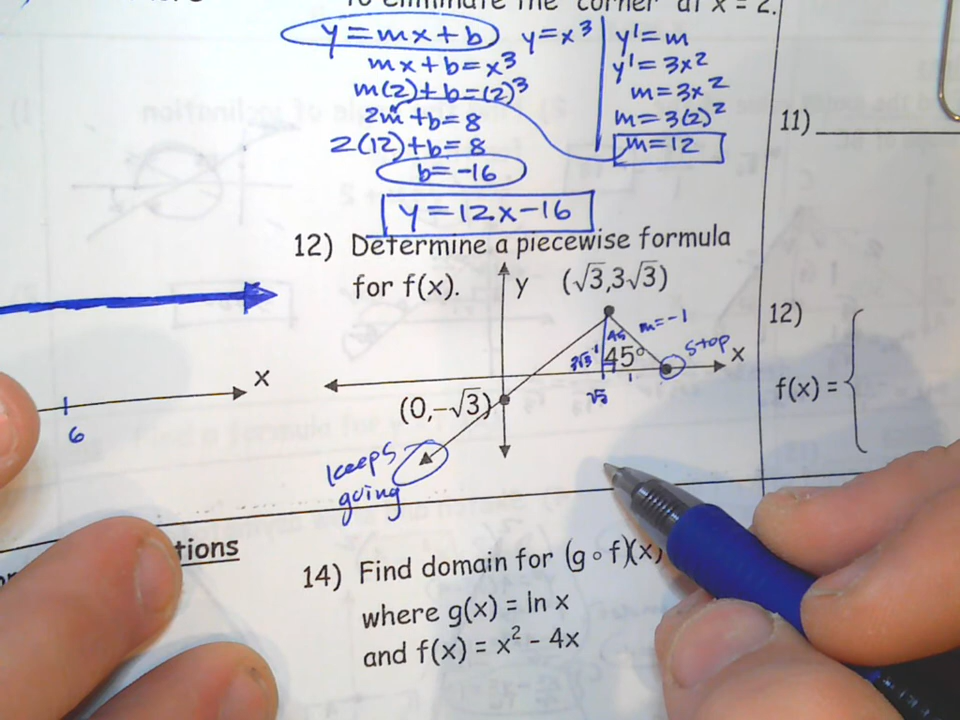 To eliminate the "corner" at x = 2.
y = mx + b
y = x³
mx + b = x³
m(2) + b = (2)³
2m + b = 8
2(12) + b = 8
b = -16
y' = m
y' = 3x²
m = 3x²
m = 3(2)²
m = 12
y = 12x - 16
11)
12) Determine a piecewise formula
for f(x).
y
(√3,3√3)
m = -1
45°
stop
x
√3
(0,-√3)
keeps
going
x
6
12)
f(x) =
tions
14) Find domain for (g ∘ f)(x)
where g(x) = ln x
and f(x) = x² - 4x